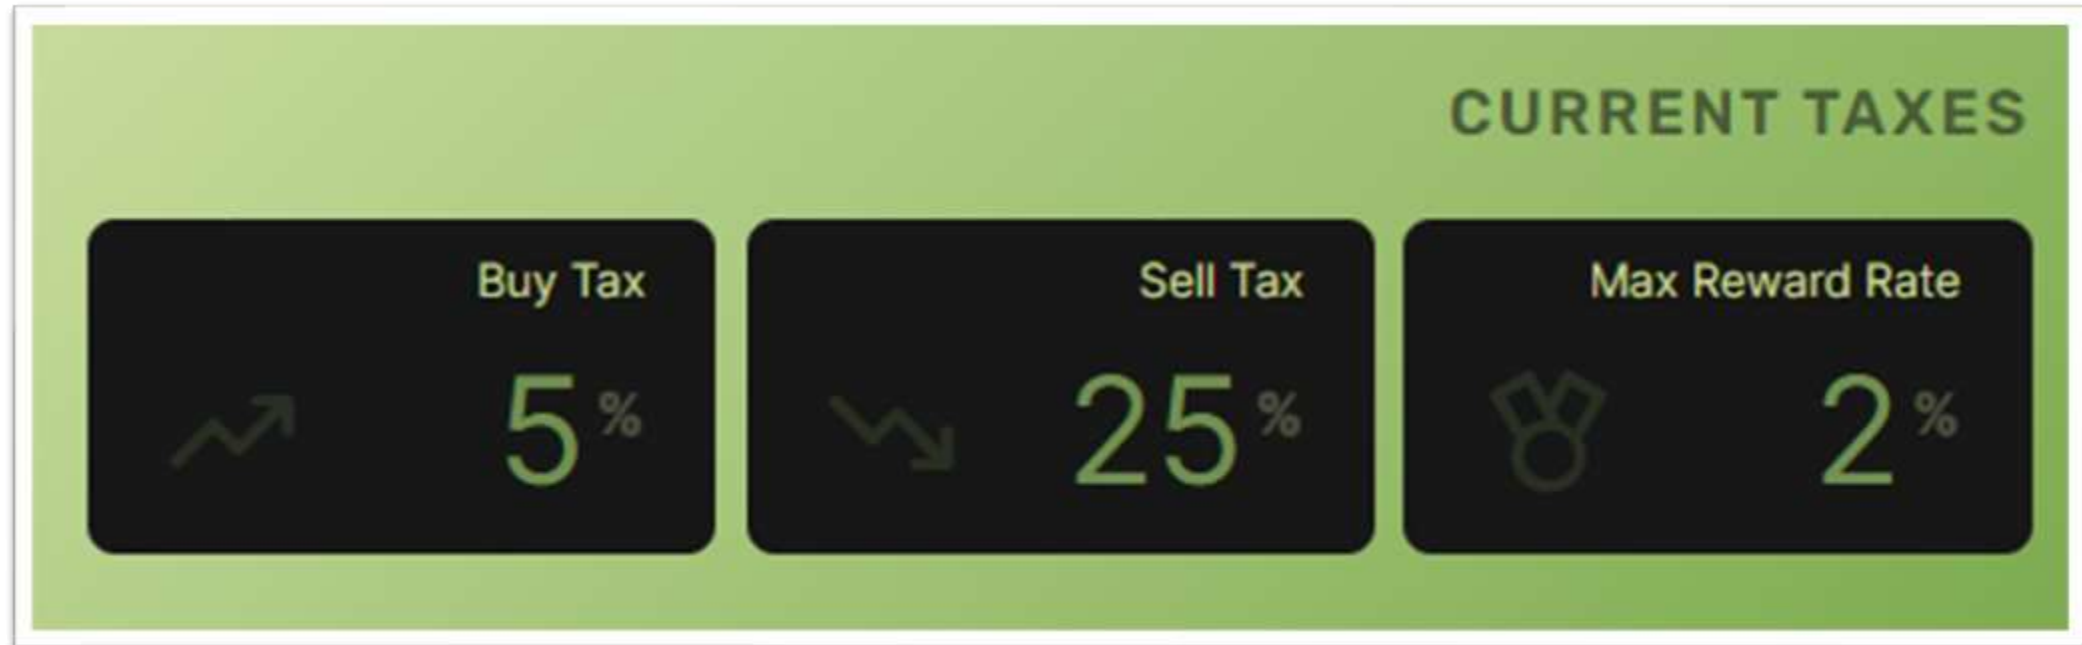 CURRENT TAXES
Buy Tax
5%
Sell Tax
25%
Max Reward Rate
2%